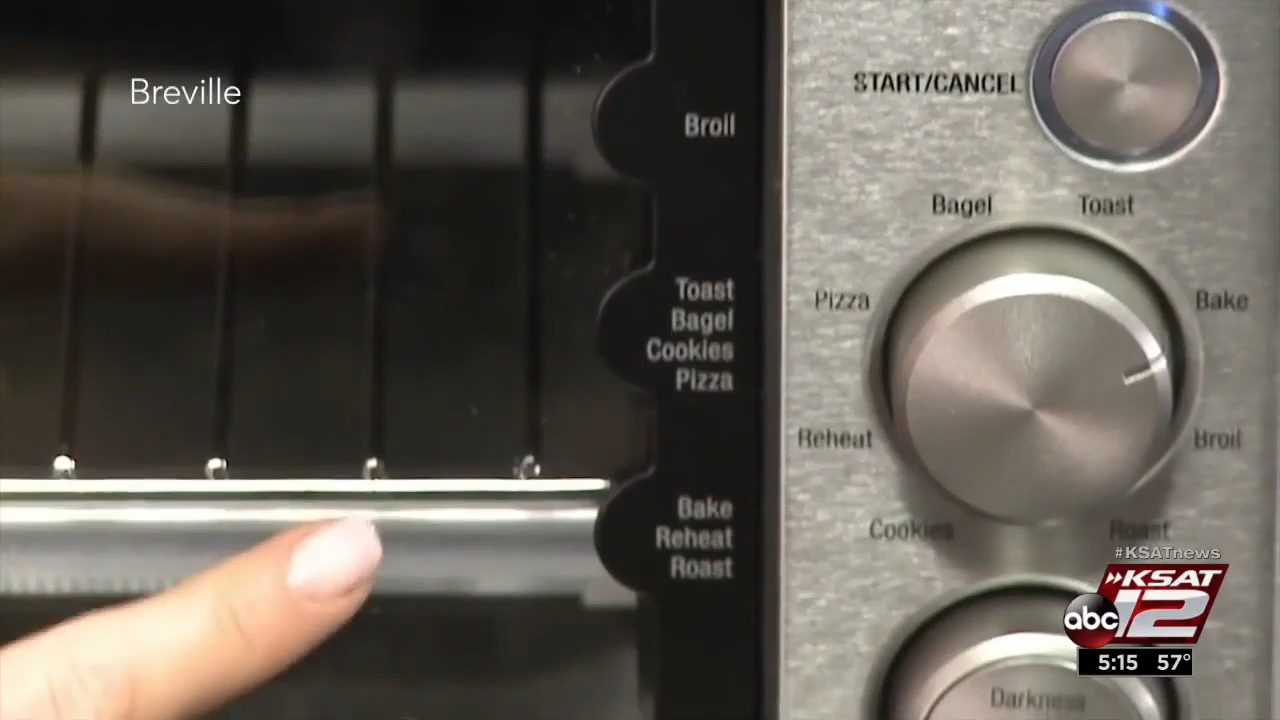 Breville
Broil
Toast
Bagel
Cookies
Pizza
Bake
Reheat
Roast
START/CANCEL
Bagel
Toast
Pizza
Bake
Reheat
Broil
Cookies
Roast
Darkness
#KSATnews
KSAT
abc 12
5:15 57°